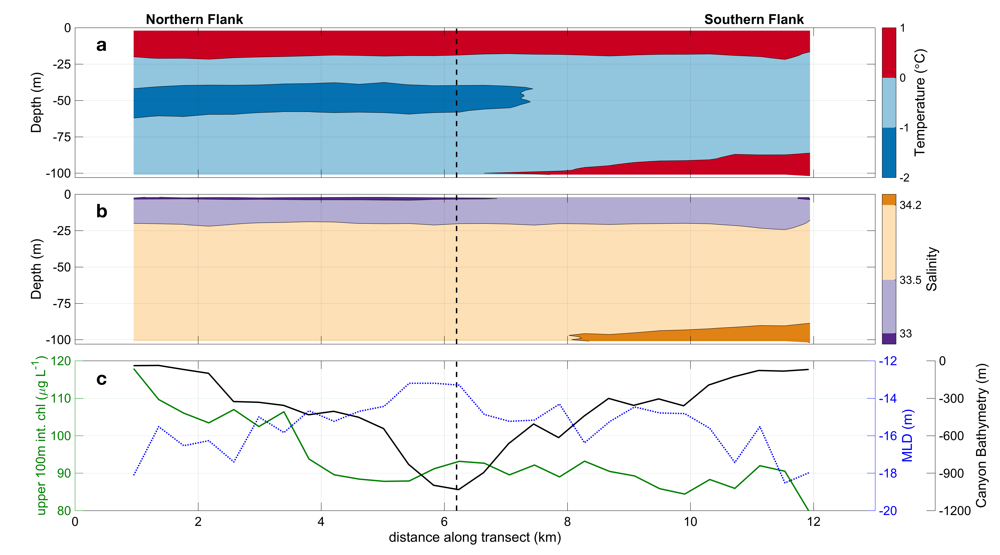 Northern Flank
Southern Flank
a
0
-25
-50
-75
-100
Depth (m)
1
0
-1
-2
Temperature (°C)
b
0
-25
-50
-75
-100
Depth (m)
34.2
33.5
33
Salinity
c
120
110
100
90
80
upper 100m int. chl (μg L-1)
-12
-14
-16
-18
-20
MLD (m)
0
-300
-600
-900
-1200
Canyon Bathymetry (m)
0 2 4 6 8 10 12
distance along transect (km)